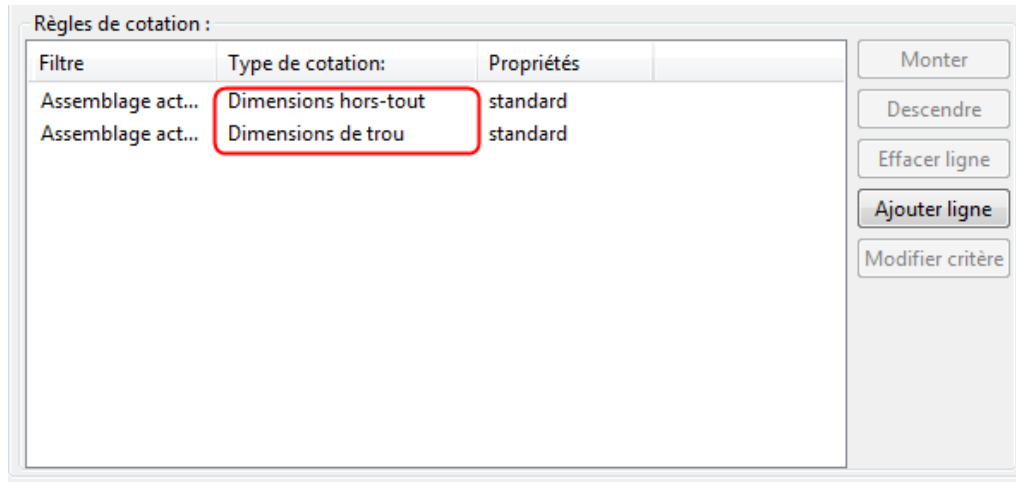 Règles de cotation :
Filtre Type de cotation: Propriétés
Assemblage act... Dimensions hors-tout standard
Assemblage act... Dimensions de trou standard
Monter
Descendre
Effacer ligne
Ajouter ligne
Modifier critère